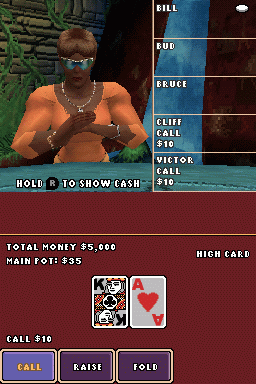 BILL
BUD
BRUCE
CLIFF
CALL
$10
VICTOR
CALL
$10
HOLD R TO SHOW CASH
TOTAL MONEY $5,000
MAIN POT: $35
HIGH CARD
K A
K A
CALL $10
CALL RAISE FOLD